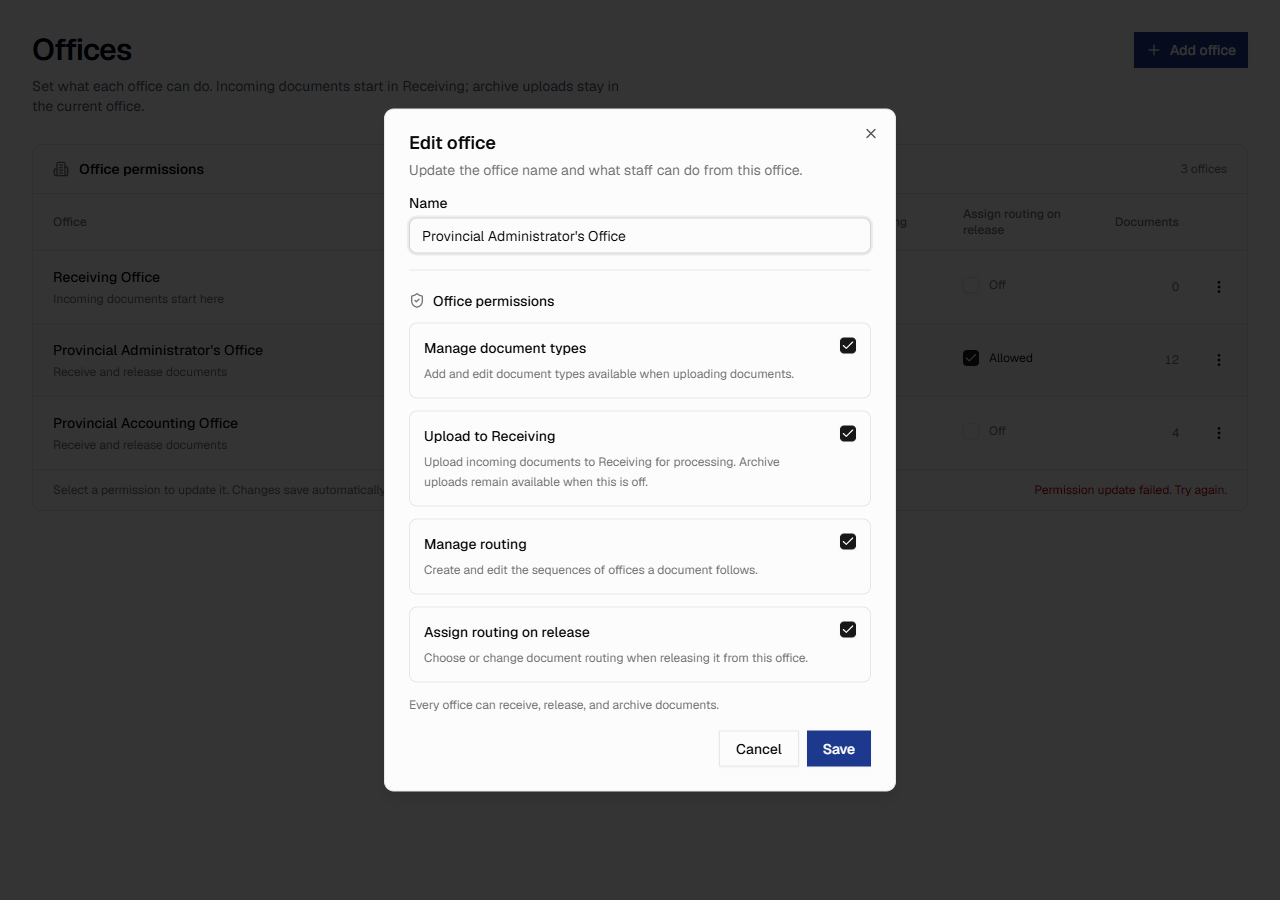 Offices
Add office
Set what each office can do. Incoming documents start in Receiving; archive uploads stay in
the current office.
Office permissions
3 offices
Office
Assign routing on
release
Documents
Receiving Office
Incoming documents start here
Off
0
Provincial Administrator's Office
Receive and release documents
Allowed
12
Provincial Accounting Office
Receive and release documents
Off
4
Select a permission to update it. Changes save automatically
Permission update failed. Try again.
Edit office
Update the office name and what staff can do from this office.
Name
Provincial Administrator's Office
Office permissions
Manage document types
Add and edit document types available when uploading documents.
Upload to Receiving
Upload incoming documents to Receiving for processing. Archive
uploads remain available when this is off.
Manage routing
Create and edit the sequences of offices a document follows.
Assign routing on release
Choose or change document routing when releasing it from this office.
Every office can receive, release, and archive documents.
Cancel
Save